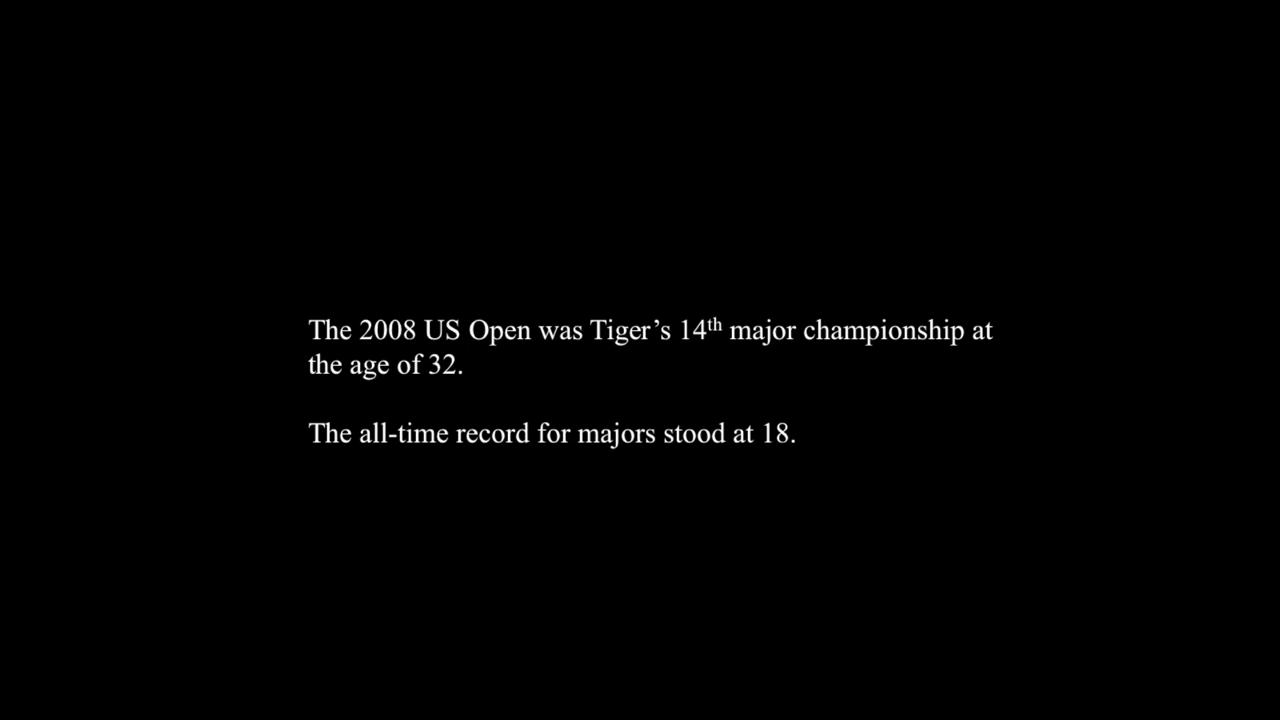 The 2008 US Open was Tiger’s 14th major championship at
the age of 32.
The all-time record for majors stood at 18.